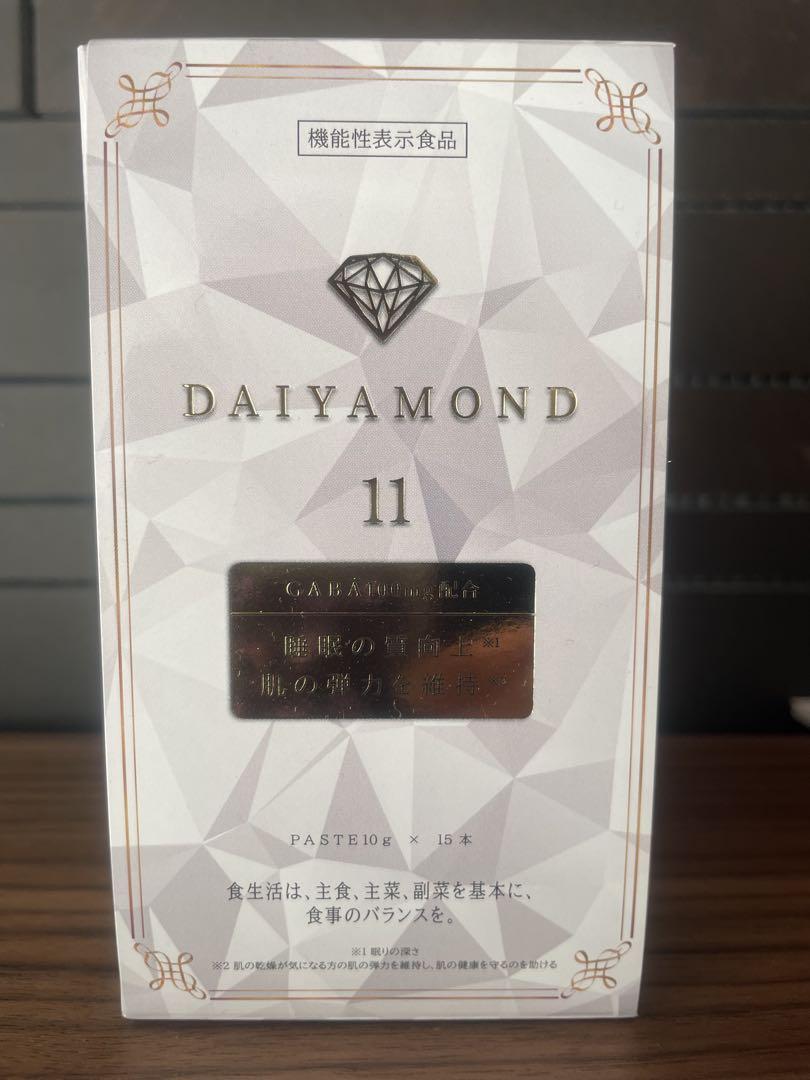 機能性表示食品
DAIYAMOND
11
GABA100mg配合
睡眠の質向上※1
肌の弾力を維持※2
PASTE10g × 15本
食生活は、主食、主菜、副菜を基本に、
食事のバランスを。
※1 眠りの深さ
※2 肌の乾燥が気になる方の肌の弾力を維持し、肌の健康を守るのを助ける